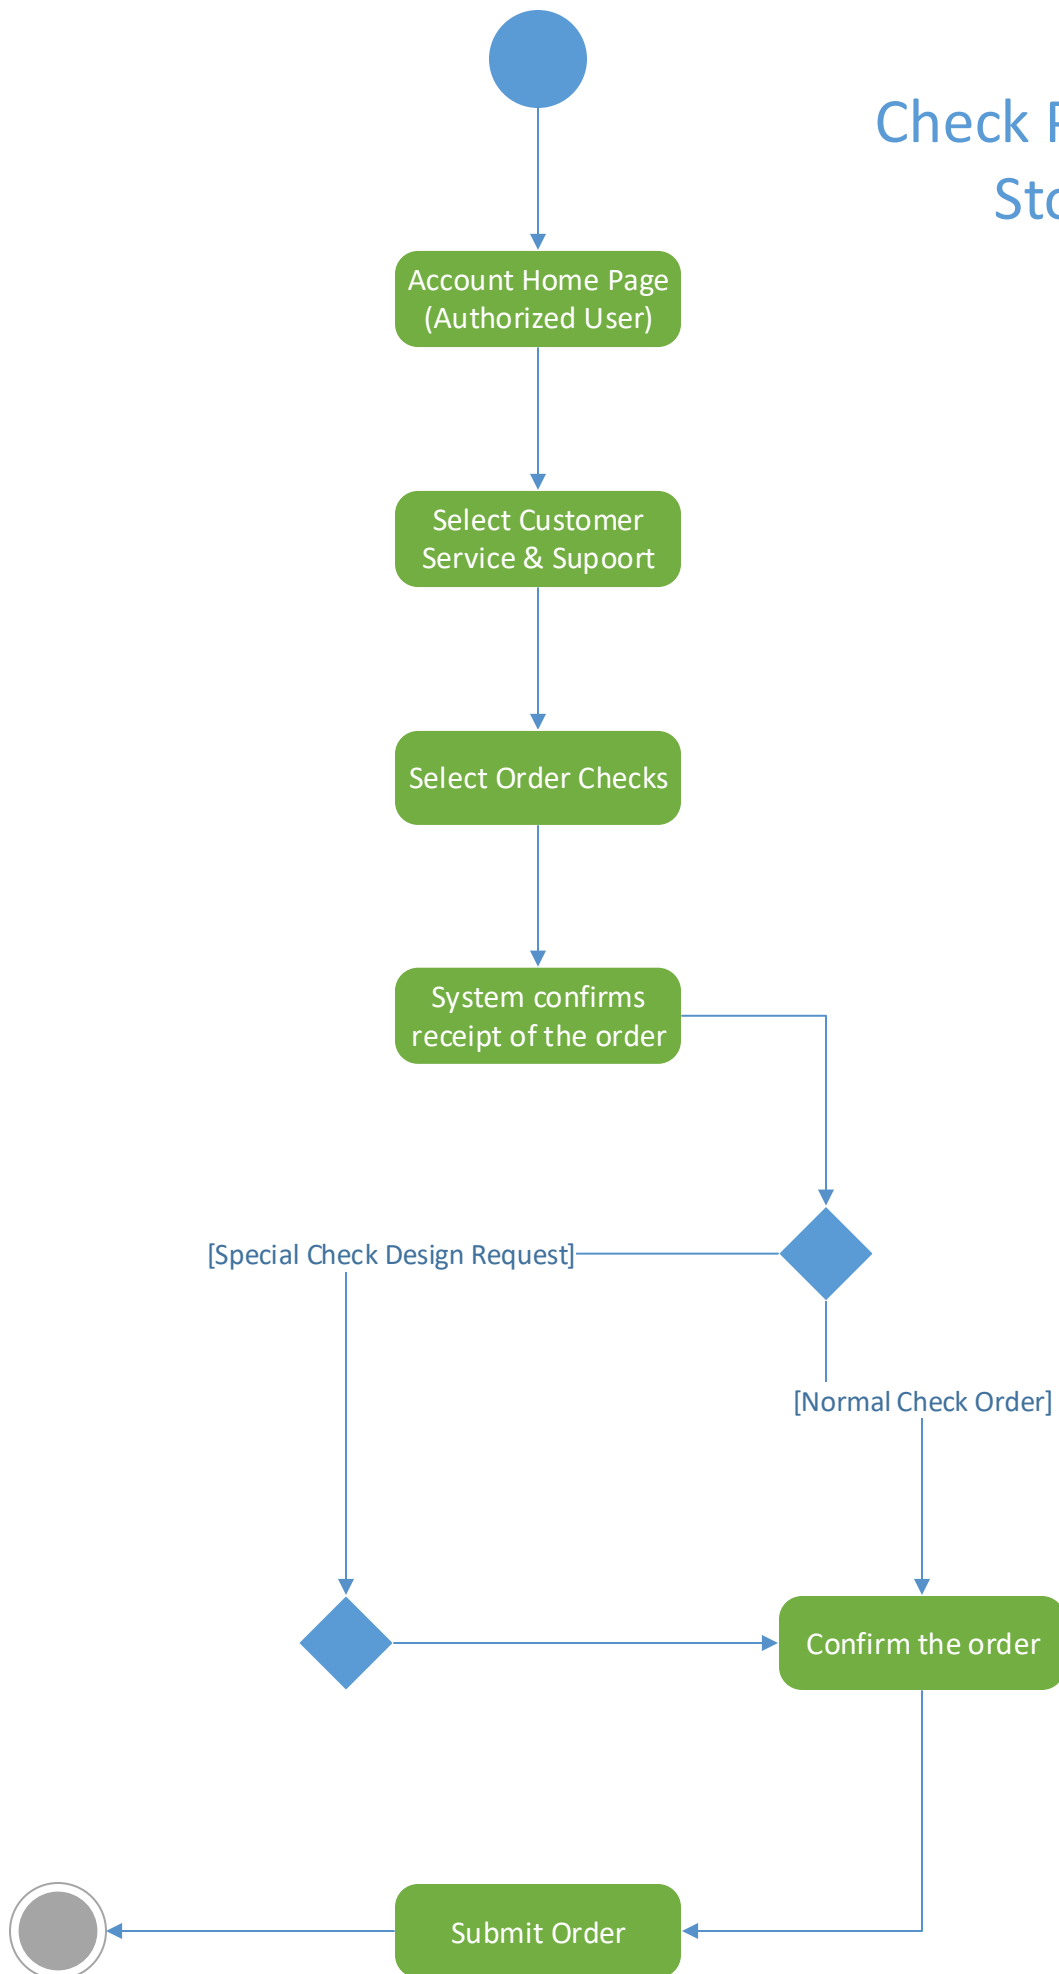 Check
Account Home Page
(Authorized User)
Select Customer
Service & Supoort
Select Order Checks
System confirms
receipt of the order
[Special Check Design Request]
[Normal Check Order]
Confirm the order
Submit Order